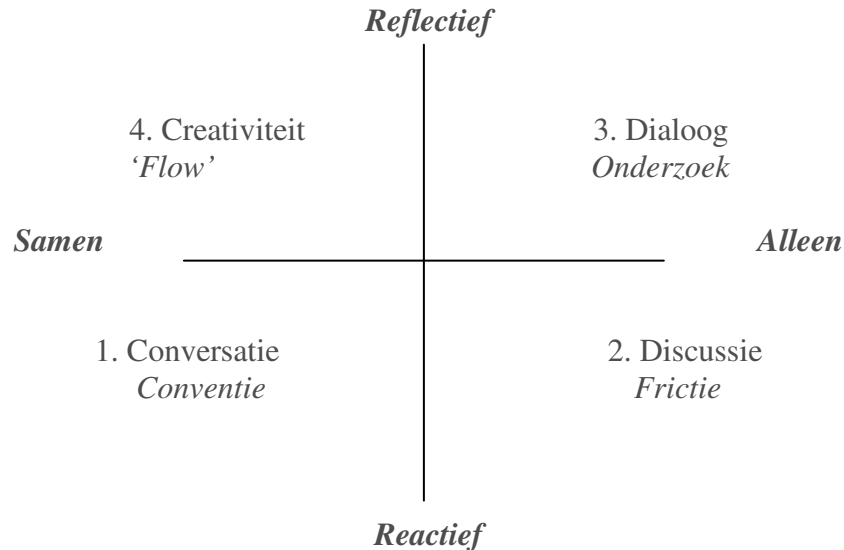 Reflectief
4. Creativiteit
‘Flow’
3. Dialoog
Onderzoek
Samen
Alleen
1. Conversatie
Conventie
2. Discussie
Frictie
Reactief